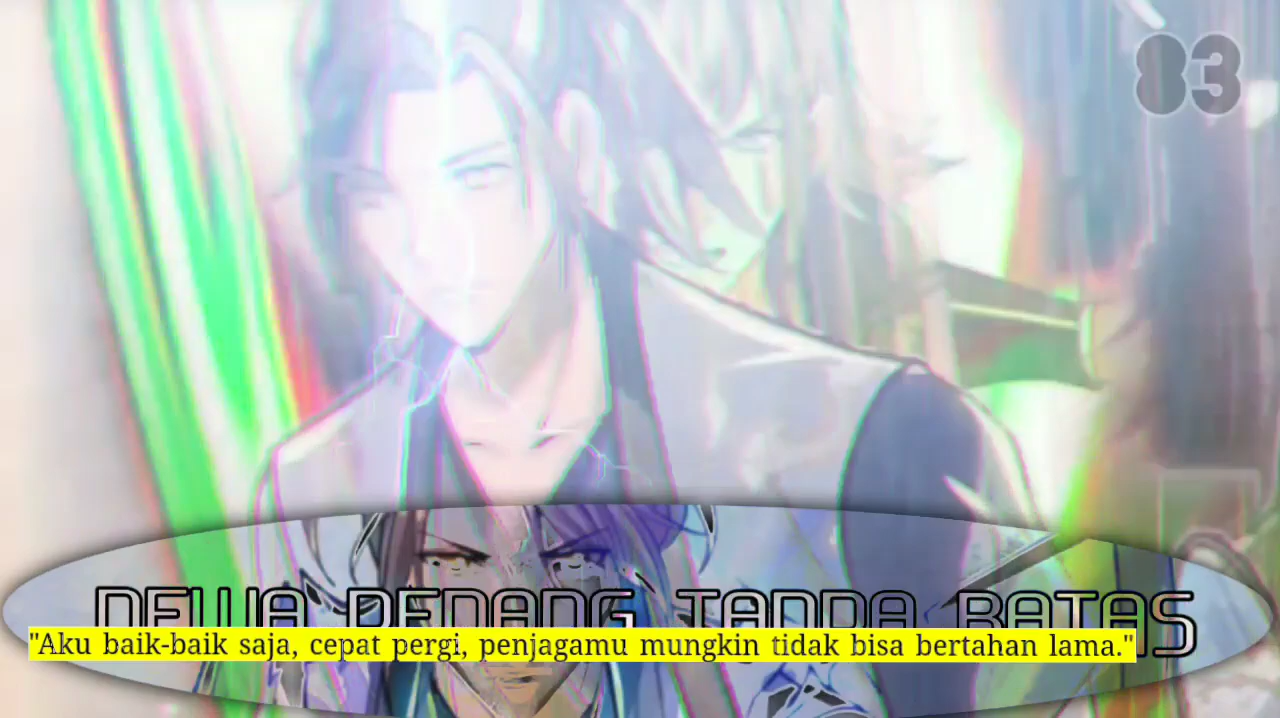 83
DEWA PEDANG TANPA BATAS
"Aku baik-baik saja, cepat pergi, penjagamu mungkin tidak bisa bertahan lama."